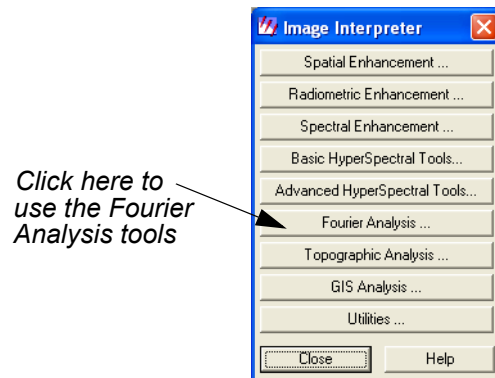 Image Interpreter
Spatial Enhancement ...
Radiometric Enhancement ...
Spectral Enhancement ...
Basic HyperSpectral Tools...
Advanced HyperSpectral Tools...
Click here to
use the Fourier
Analysis tools
Fourier Analysis ...
Topographic Analysis ...
GIS Analysis ...
Utilities ...
Close Help